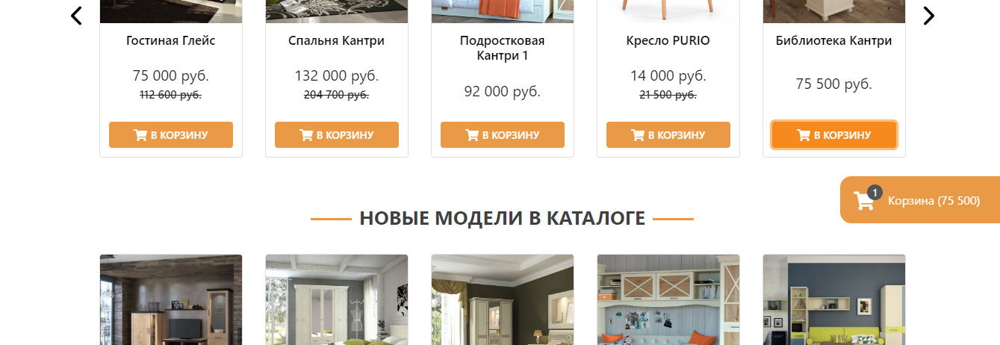 Гостиная Глейс
75 000 руб.
112 600 руб.
В КОРЗИНУ
Спальня Кантри
132 000 руб.
204 700 руб.
В КОРЗИНУ
Подростковая
Кантри 1
92 000 руб.
В КОРЗИНУ
Кресло PURIO
14 000 руб.
21 500 руб.
В КОРЗИНУ
Библиотека Кантри
75 500 руб.
В КОРЗИНУ
1
Корзина (75 500)
НОВЫЕ МОДЕЛИ В КАТАЛОГЕ